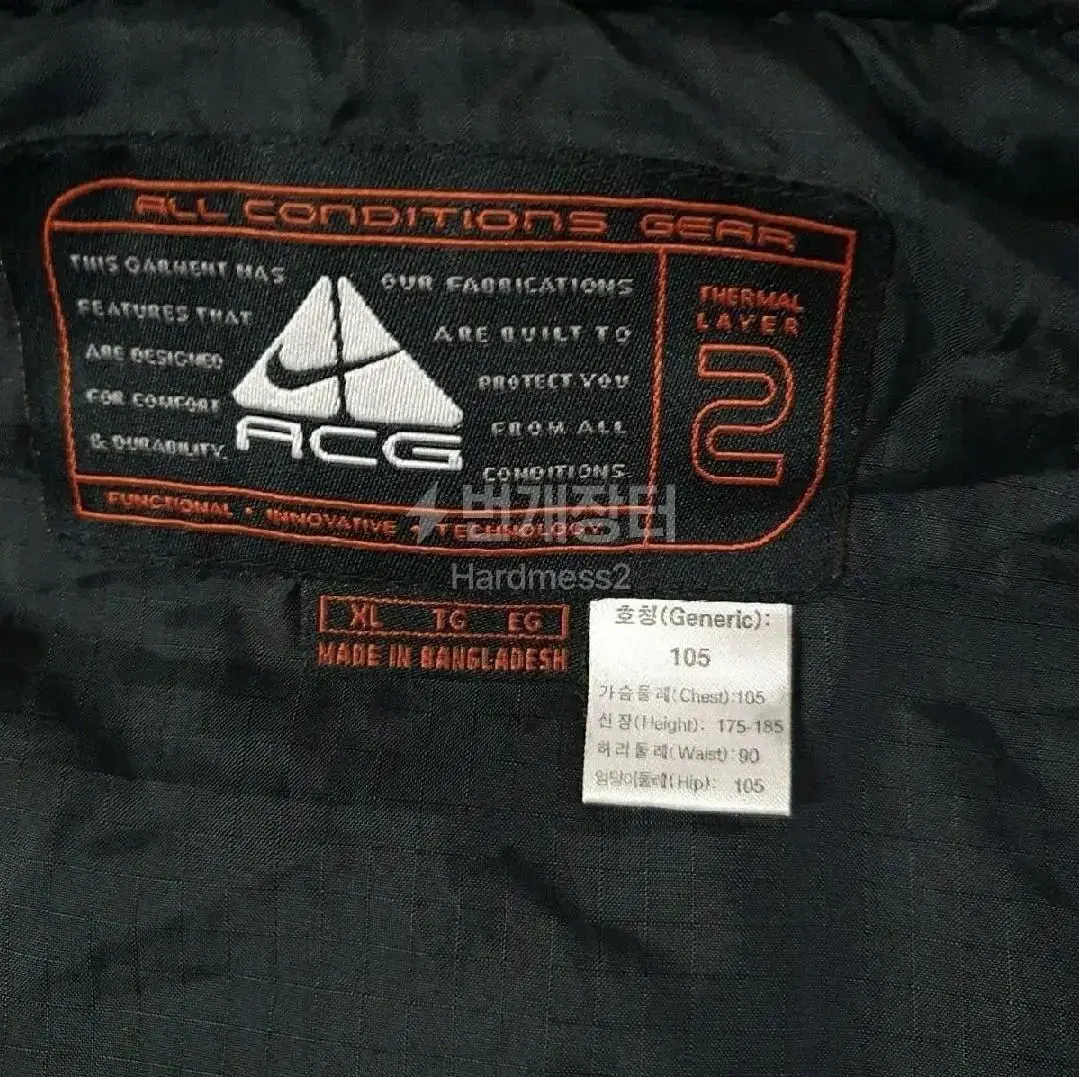 ALL CONDITIONS GEAR
THIS GARMENT HAS
FEATURES THAT
ARE DESIGNED
FOR COMFORT
& DURABILITY.
ACG
OUR FABRICATIONS
ARE BUILT TO
PROTECT YOU
FROM ALL
CONDITIONS
THERMAL
LAYER
2
FUNCTIONAL • INNOVATIVE • TECHNOLOGY
번개장터
Hardmess2
XL TG EG
MADE IN BANGLADESH
호칭(Generic):
105
가슴둘레(Chest):105
신장(Height): 175-185
허리둘레(Waist):90
엉덩이둘레(Hip): 105